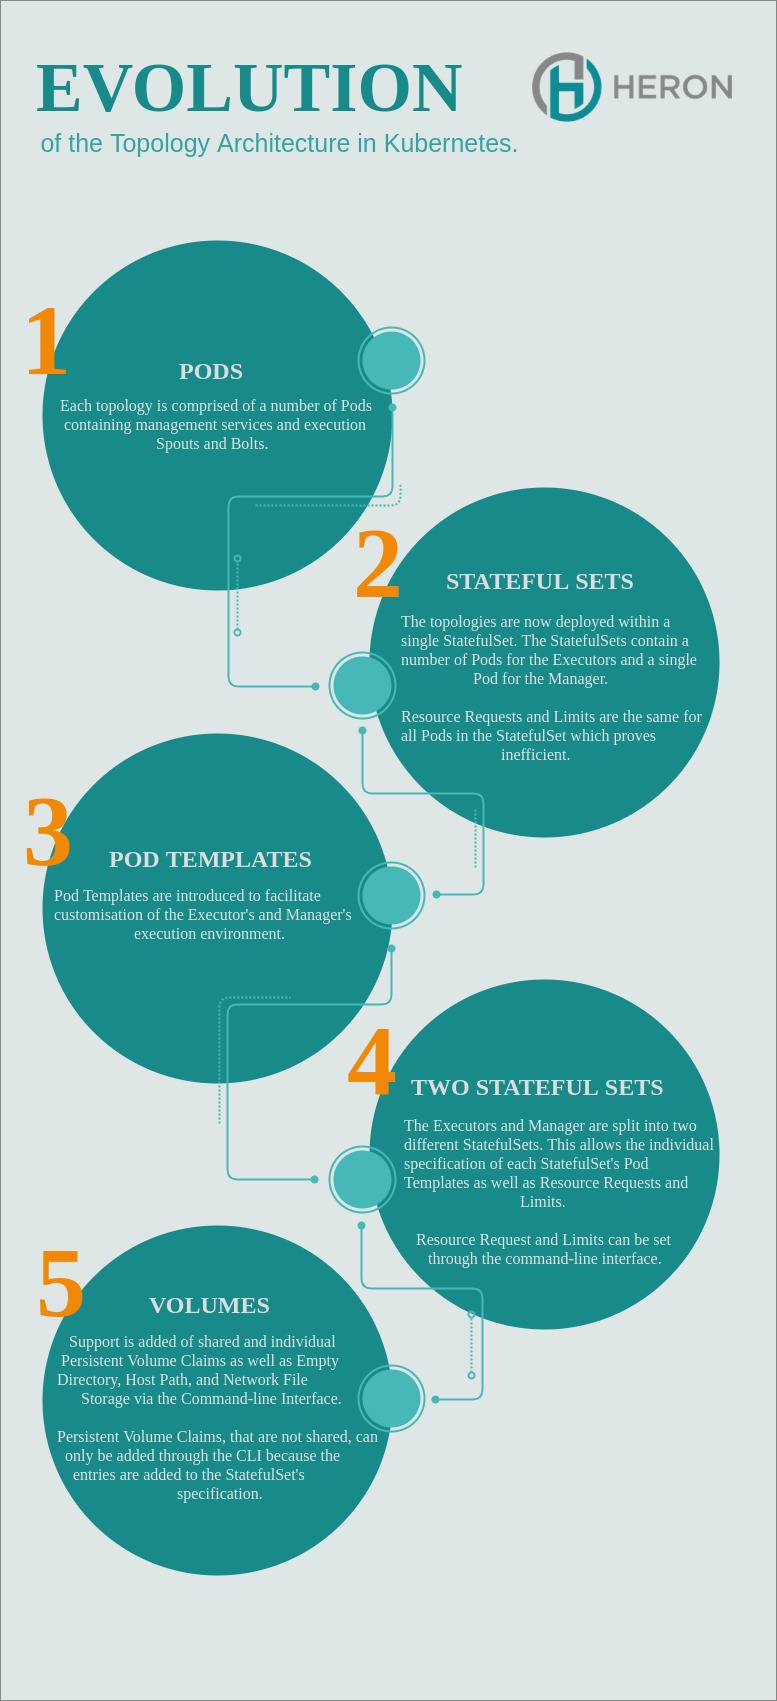 EVOLUTION
HERON
of the Topology Architecture in Kubernetes.
1
PODS
Each topology is comprised of a number of Pods
containing management services and execution
Spouts and Bolts.
2
STATEFUL SETS
The topologies are now deployed within a
single StatefulSet. The StatefulSets contain a
number of Pods for the Executors and a single
Pod for the Manager.
Resource Requests and Limits are the same for
all Pods in the StatefulSet which proves
inefficient.
3
POD TEMPLATES
Pod Templates are introduced to facilitate
customisation of the Executor's and Manager's
execution environment.
4
TWO STATEFUL SETS
The Executors and Manager are split into two
different StatefulSets. This allows the individual
specification of each StatefulSet's Pod
Templates as well as Resource Requests and
Limits.
Resource Request and Limits can be set
through the command-line interface.
5
VOLUMES
Support is added of shared and individual
Persistent Volume Claims as well as Empty
Directory, Host Path, and Network File
Storage via the Command-line Interface.
Persistent Volume Claims, that are not shared, can
only be added through the CLI because the
entries are added to the StatefulSet's
specification.